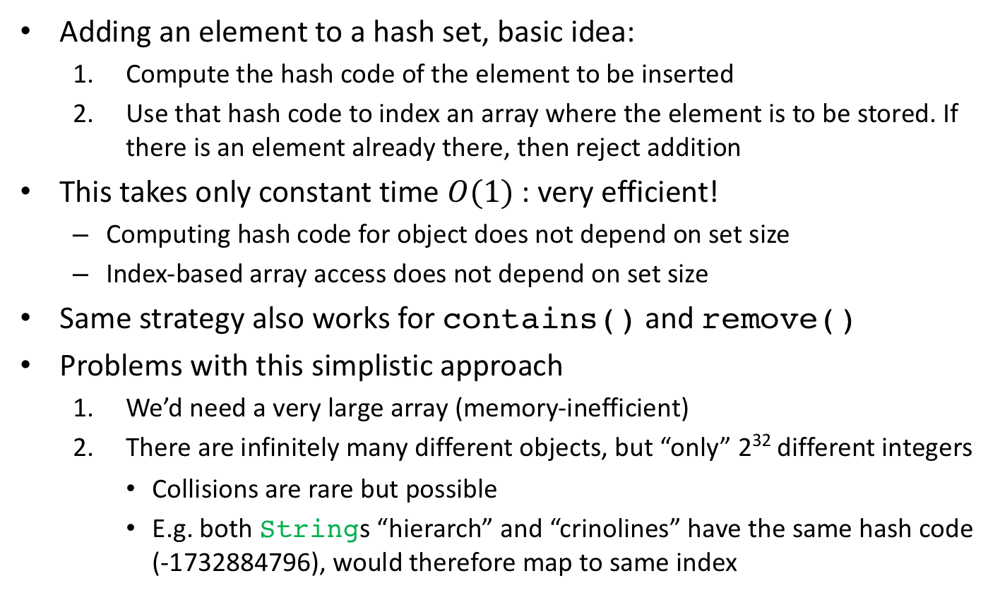 • Adding an element to a hash set, basic idea:
1. Compute the hash code of the element to be inserted
2. Use that hash code to index an array where the element is to be stored. If
there is an element already there, then reject addition
• This takes only constant time O(1) : very efficient!
– Computing hash code for object does not depend on set size
– Index-based array access does not depend on set size
• Same strategy also works for contains() and remove()
• Problems with this simplistic approach
1. We’d need a very large array (memory-inefficient)
2. There are infinitely many different objects, but “only” 2³² different integers
• Collisions are rare but possible
• E.g. both Strings “hierarch” and “crinolines” have the same hash code
(-1732884796), would therefore map to same index